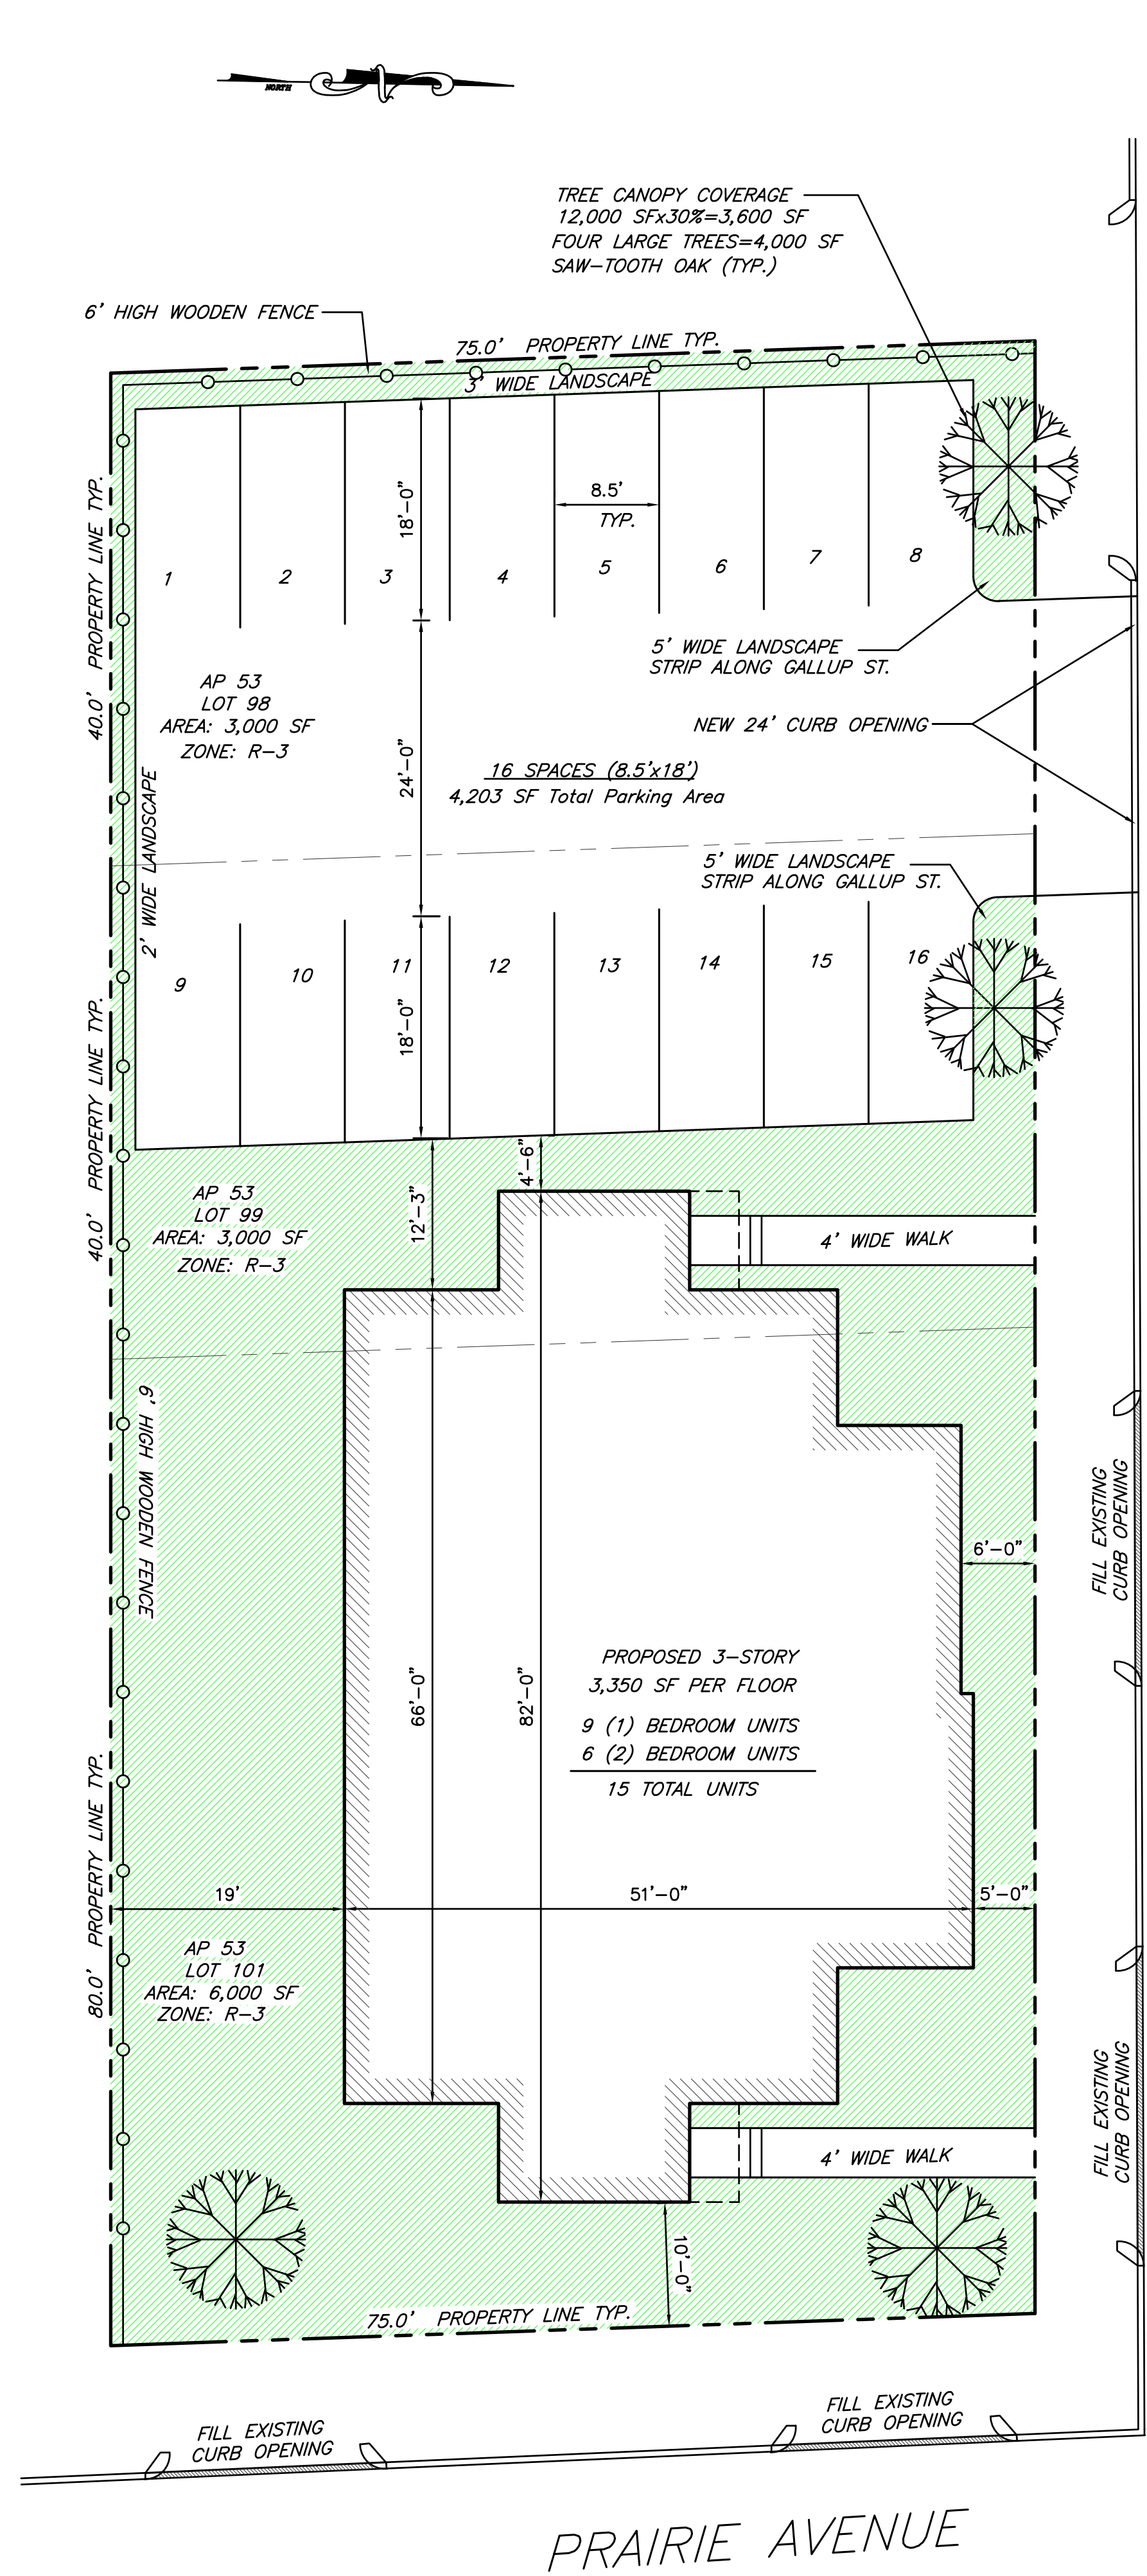 NORTH
TREE CANOPY COVERAGE
12,000 SFx30%=3,600 SF
FOUR LARGE TREES=4,000 SF
SAW-TOOTH OAK (TYP.)
6' HIGH WOODEN FENCE
75.0' PROPERTY LINE TYP.
3' WIDE LANDSCAPE
40.0' PROPERTY LINE TYP.
18'-0"
8.5'
TYP.
1
2
3
4
5
6
7
8
5' WIDE LANDSCAPE
STRIP ALONG GALLUP ST.
AP 53
LOT 98
AREA: 3,000 SF
ZONE: R-3
NEW 24' CURB OPENING
24'-0"
16 SPACES (8.5'x18')
4,203 SF Total Parking Area
2' WIDE LANDSCAPE
5' WIDE LANDSCAPE
STRIP ALONG GALLUP ST.
9
10
11
12
13
14
15
16
18'-0"
40.0' PROPERTY LINE TYP.
4'-6"
12'-3"
AP 53
LOT 99
AREA: 3,000 SF
ZONE: R-3
4' WIDE WALK
6' HIGH WOODEN FENCE
FILL EXISTING
CURB OPENING
6'-0"
66'-0"
82'-0"
PROPOSED 3-STORY
3,350 SF PER FLOOR
9 (1) BEDROOM UNITS
6 (2) BEDROOM UNITS
15 TOTAL UNITS
80.0' PROPERTY LINE TYP.
19'
51'-0"
5'-0"
AP 53
LOT 101
AREA: 6,000 SF
ZONE: R-3
FILL EXISTING
CURB OPENING
4' WIDE WALK
10'-0"
75.0' PROPERTY LINE TYP.
FILL EXISTING
CURB OPENING
FILL EXISTING
CURB OPENING
PRAIRIE AVENUE